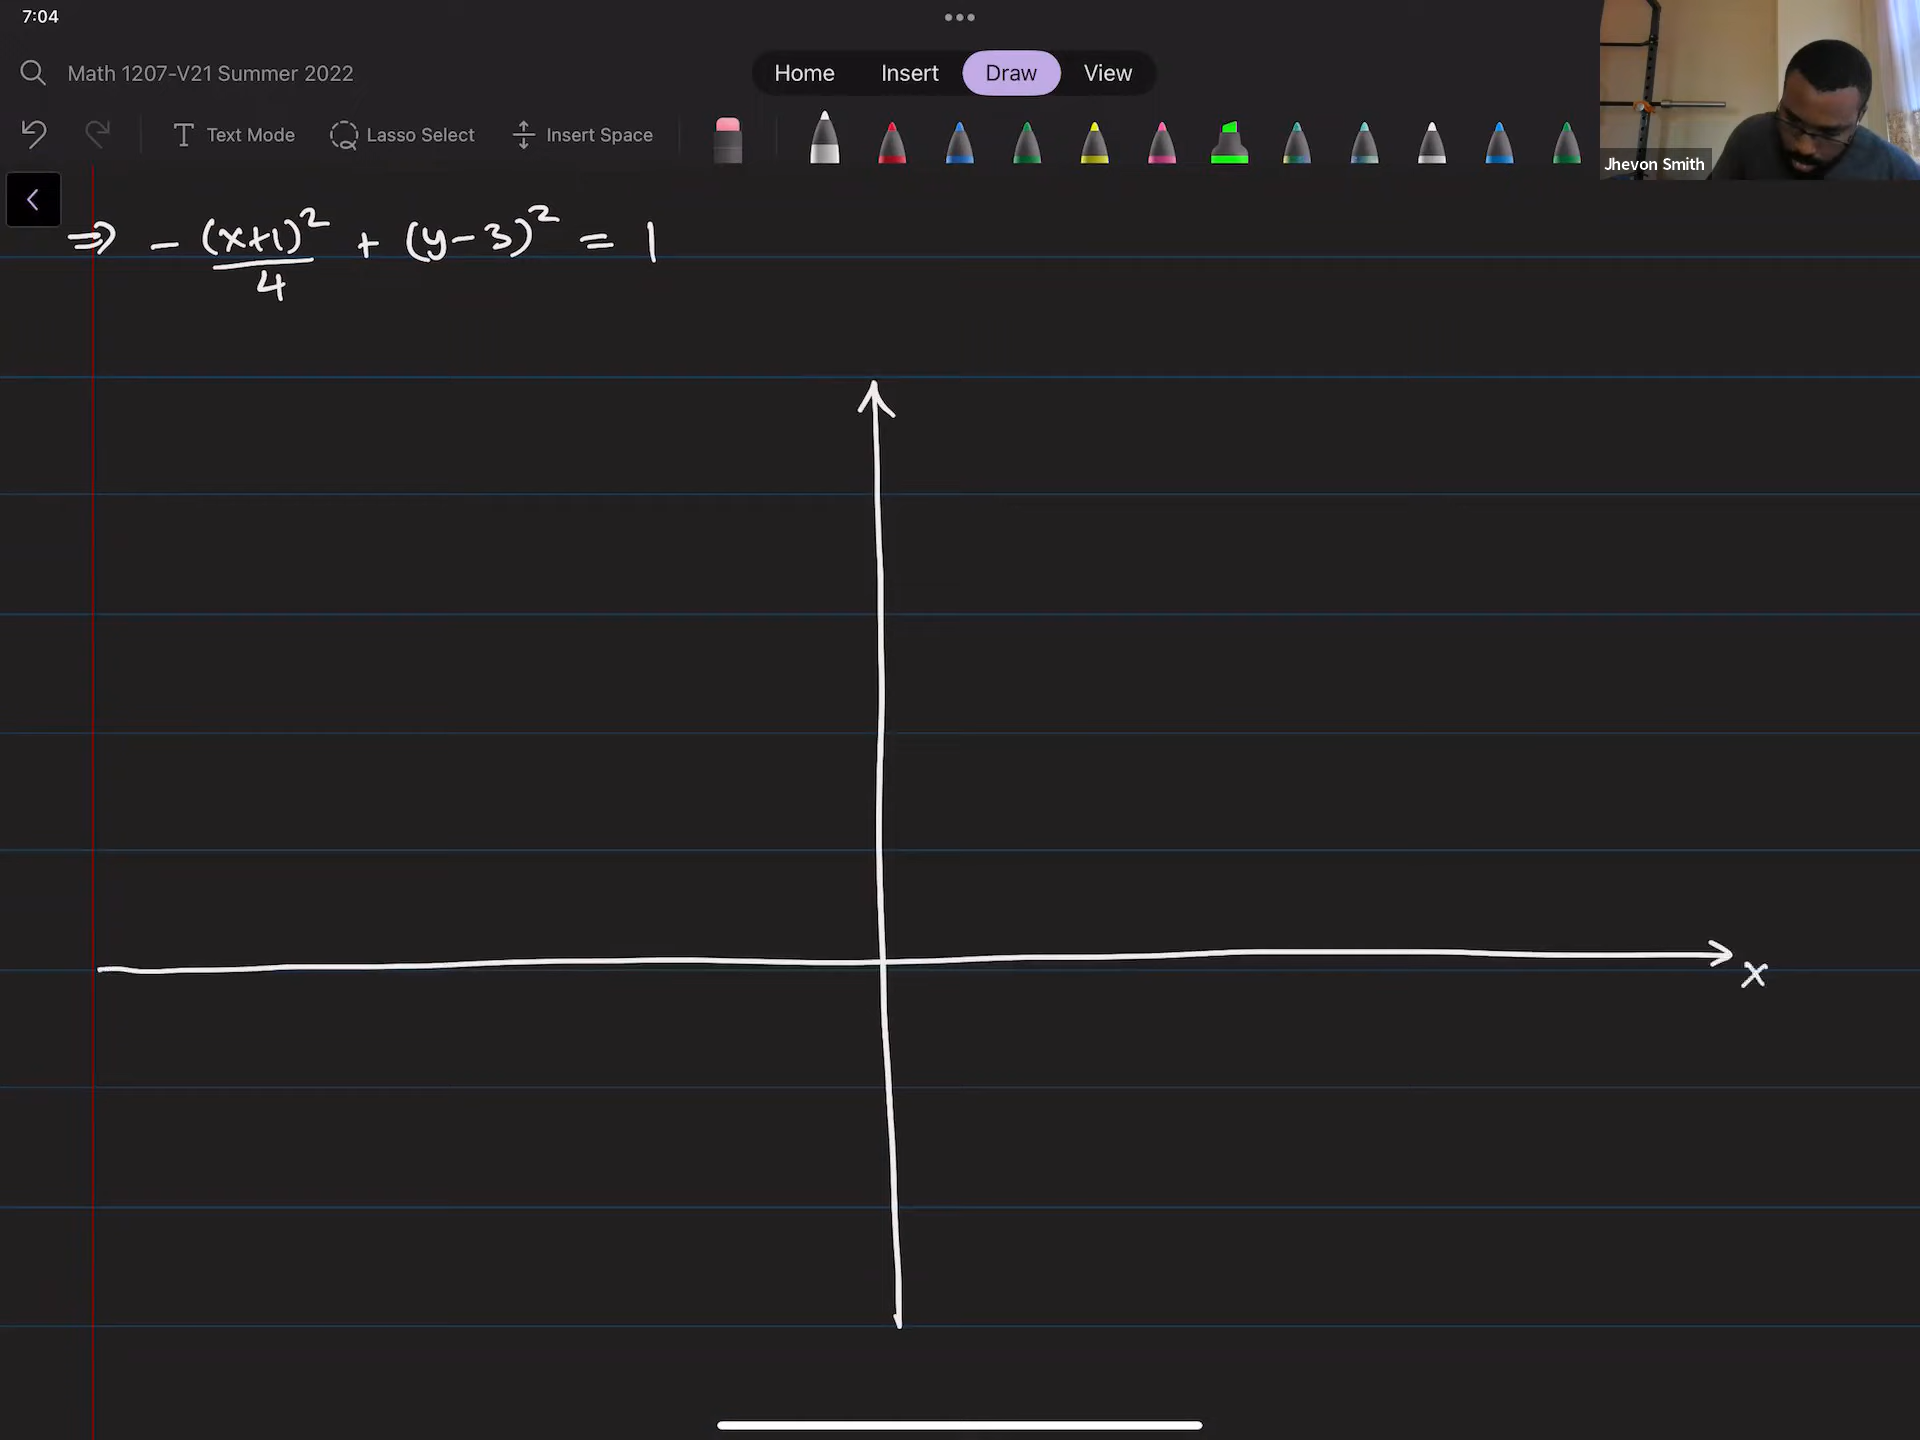 7:04
Math 1207-V21 Summer 2022
Home Insert Draw View
Text Mode Lasso Select Insert Space
Jhevon Smith
⇒ - (x+1)²/4 + (y-3)² = 1
x